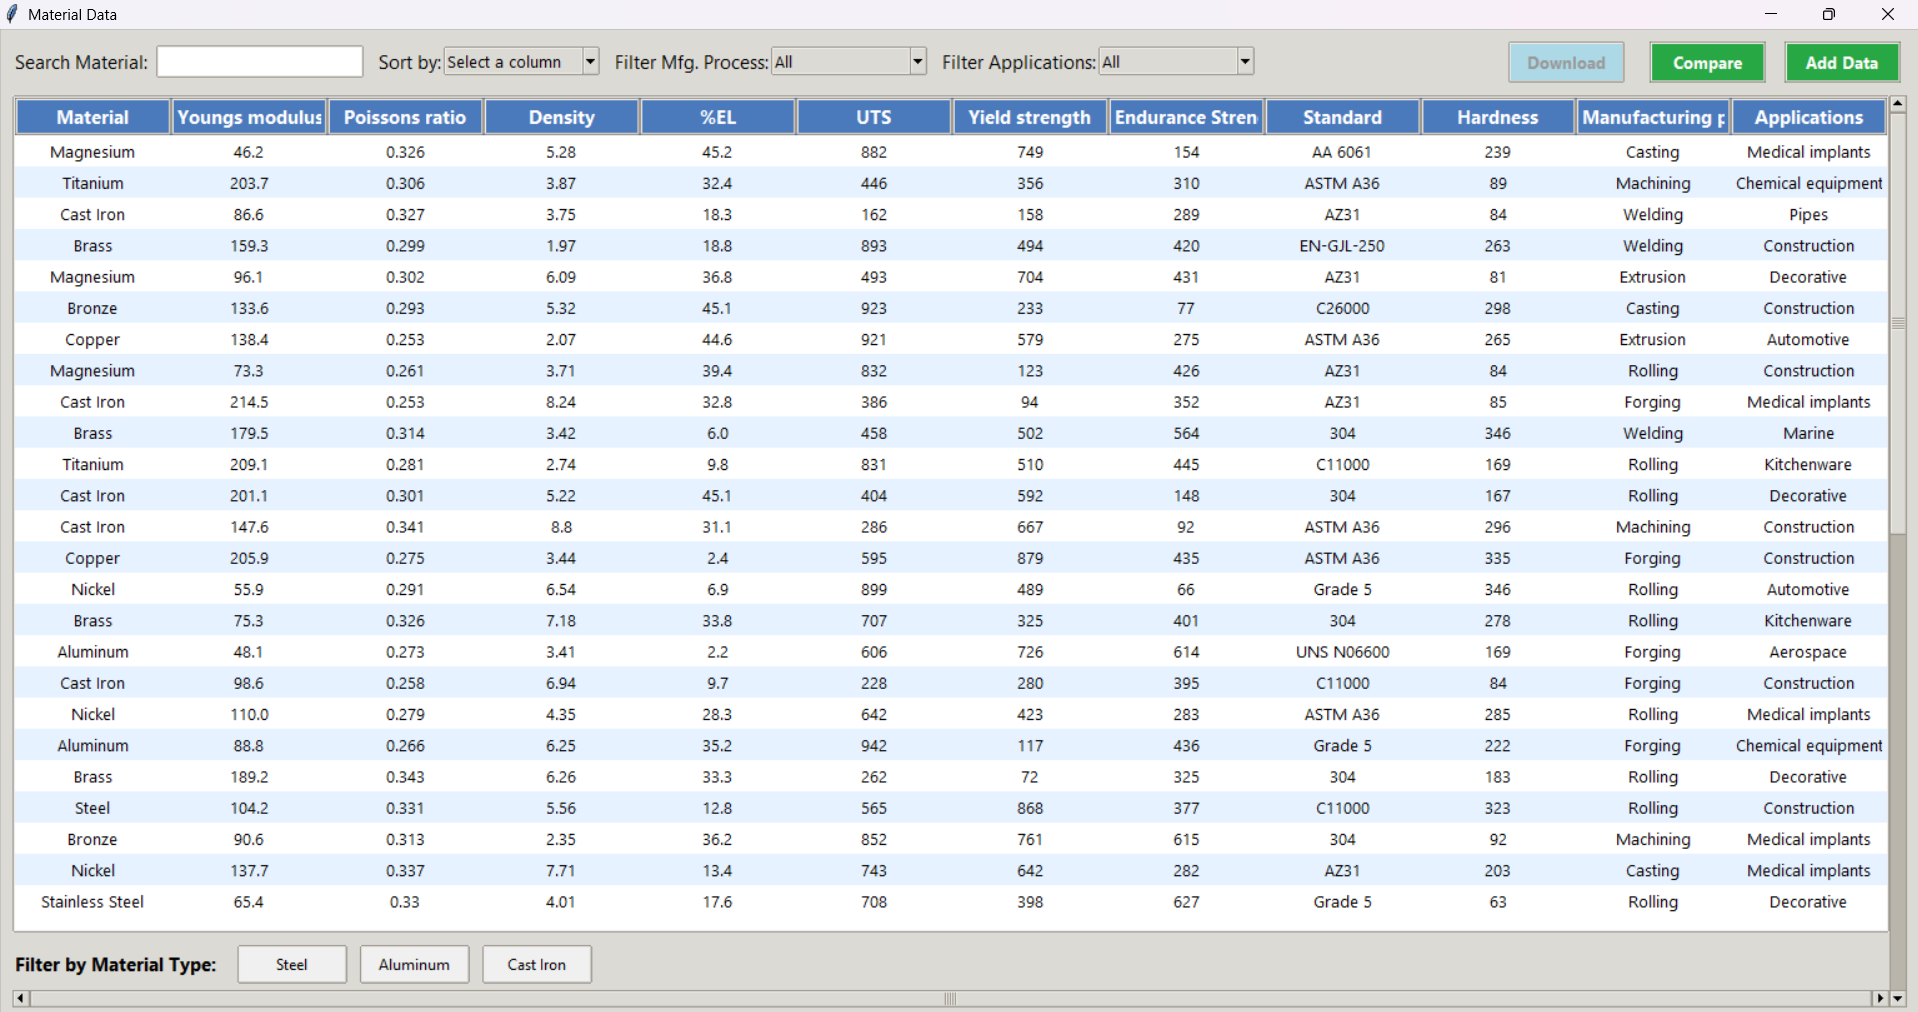 Material Data
Search Material: Sort by: Select a column Filter Mfg. Process: All Filter Applications: All Download Compare Add Data
Material Youngs modulus Poissons ratio Density %EL UTS Yield strength Endurance Stren Standard Hardness Manufacturing p Applications
Magnesium 46.2 0.326 5.28 45.2 882 749 154 AA 6061 239 Casting Medical implants
Titanium 203.7 0.306 3.87 32.4 446 356 310 ASTM A36 89 Machining Chemical equipment
Cast Iron 86.6 0.327 3.75 18.3 162 158 289 AZ31 84 Welding Pipes
Brass 159.3 0.299 1.97 18.8 893 494 420 EN-GJL-250 263 Welding Construction
Magnesium 96.1 0.302 6.09 36.8 493 704 431 AZ31 81 Extrusion Decorative
Bronze 133.6 0.293 5.32 45.1 923 233 77 C26000 298 Casting Construction
Copper 138.4 0.253 2.07 44.6 921 579 275 ASTM A36 265 Extrusion Automotive
Magnesium 73.3 0.261 3.71 39.4 832 123 426 AZ31 84 Rolling Construction
Cast Iron 214.5 0.253 8.24 32.8 386 94 352 AZ31 85 Forging Medical implants
Brass 179.5 0.314 3.42 6.0 458 502 564 304 346 Welding Marine
Titanium 209.1 0.281 2.74 9.8 831 510 445 C11000 169 Rolling Kitchenware
Cast Iron 201.1 0.301 5.22 45.1 404 592 148 304 167 Rolling Decorative
Cast Iron 147.6 0.341 8.8 31.1 286 667 92 ASTM A36 296 Machining Construction
Copper 205.9 0.275 3.44 2.4 595 879 435 ASTM A36 335 Forging Construction
Nickel 55.9 0.291 6.54 6.9 899 489 66 Grade 5 346 Rolling Automotive
Brass 75.3 0.326 7.18 33.8 707 325 401 304 278 Rolling Kitchenware
Aluminum 48.1 0.273 3.41 2.2 606 726 614 UNS N06600 169 Forging Aerospace
Cast Iron 98.6 0.258 6.94 9.7 228 280 395 C11000 84 Forging Construction
Nickel 110.0 0.279 4.35 28.3 642 423 283 ASTM A36 285 Rolling Medical implants
Aluminum 88.8 0.266 6.25 35.2 942 117 436 Grade 5 222 Forging Chemical equipment
Brass 189.2 0.343 6.26 33.3 262 72 325 304 183 Rolling Decorative
Steel 104.2 0.331 5.56 12.8 565 868 377 C11000 323 Rolling Construction
Bronze 90.6 0.313 2.35 36.2 852 761 615 304 92 Machining Medical implants
Nickel 137.7 0.337 7.71 13.4 743 642 282 AZ31 203 Casting Medical implants
Stainless Steel 65.4 0.33 4.01 17.6 708 398 627 Grade 5 63 Rolling Decorative
Filter by Material Type: Steel Aluminum Cast Iron